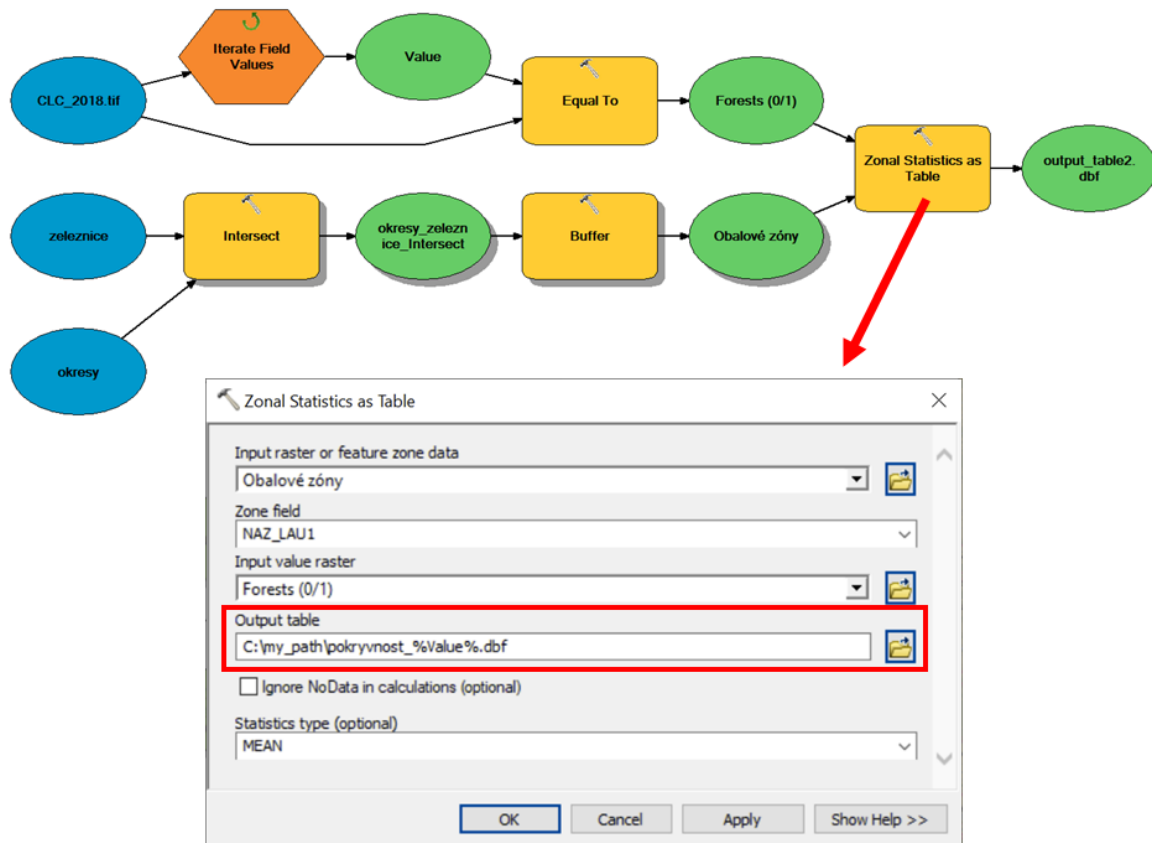 Iterate Field
Values
Value
CLC_2018.tif
Equal To
Forests (0/1)
Zonal Statistics as
Table
output_table2.
dbf
zeleznice
Intersect
okresy_zelezn
ice_Intersect
Buffer
Obalové zóny
okresy
Zonal Statistics as Table
Input raster or feature zone data
Obalové zóny
Zone field
NAZ_LAU1
Input value raster
Forests (0/1)
Output table
C:\my_path\pokryvnost_%Value%.dbf
Ignore NoData in calculations (optional)
Statistics type (optional)
MEAN
OK
Cancel
Apply
Show Help >>